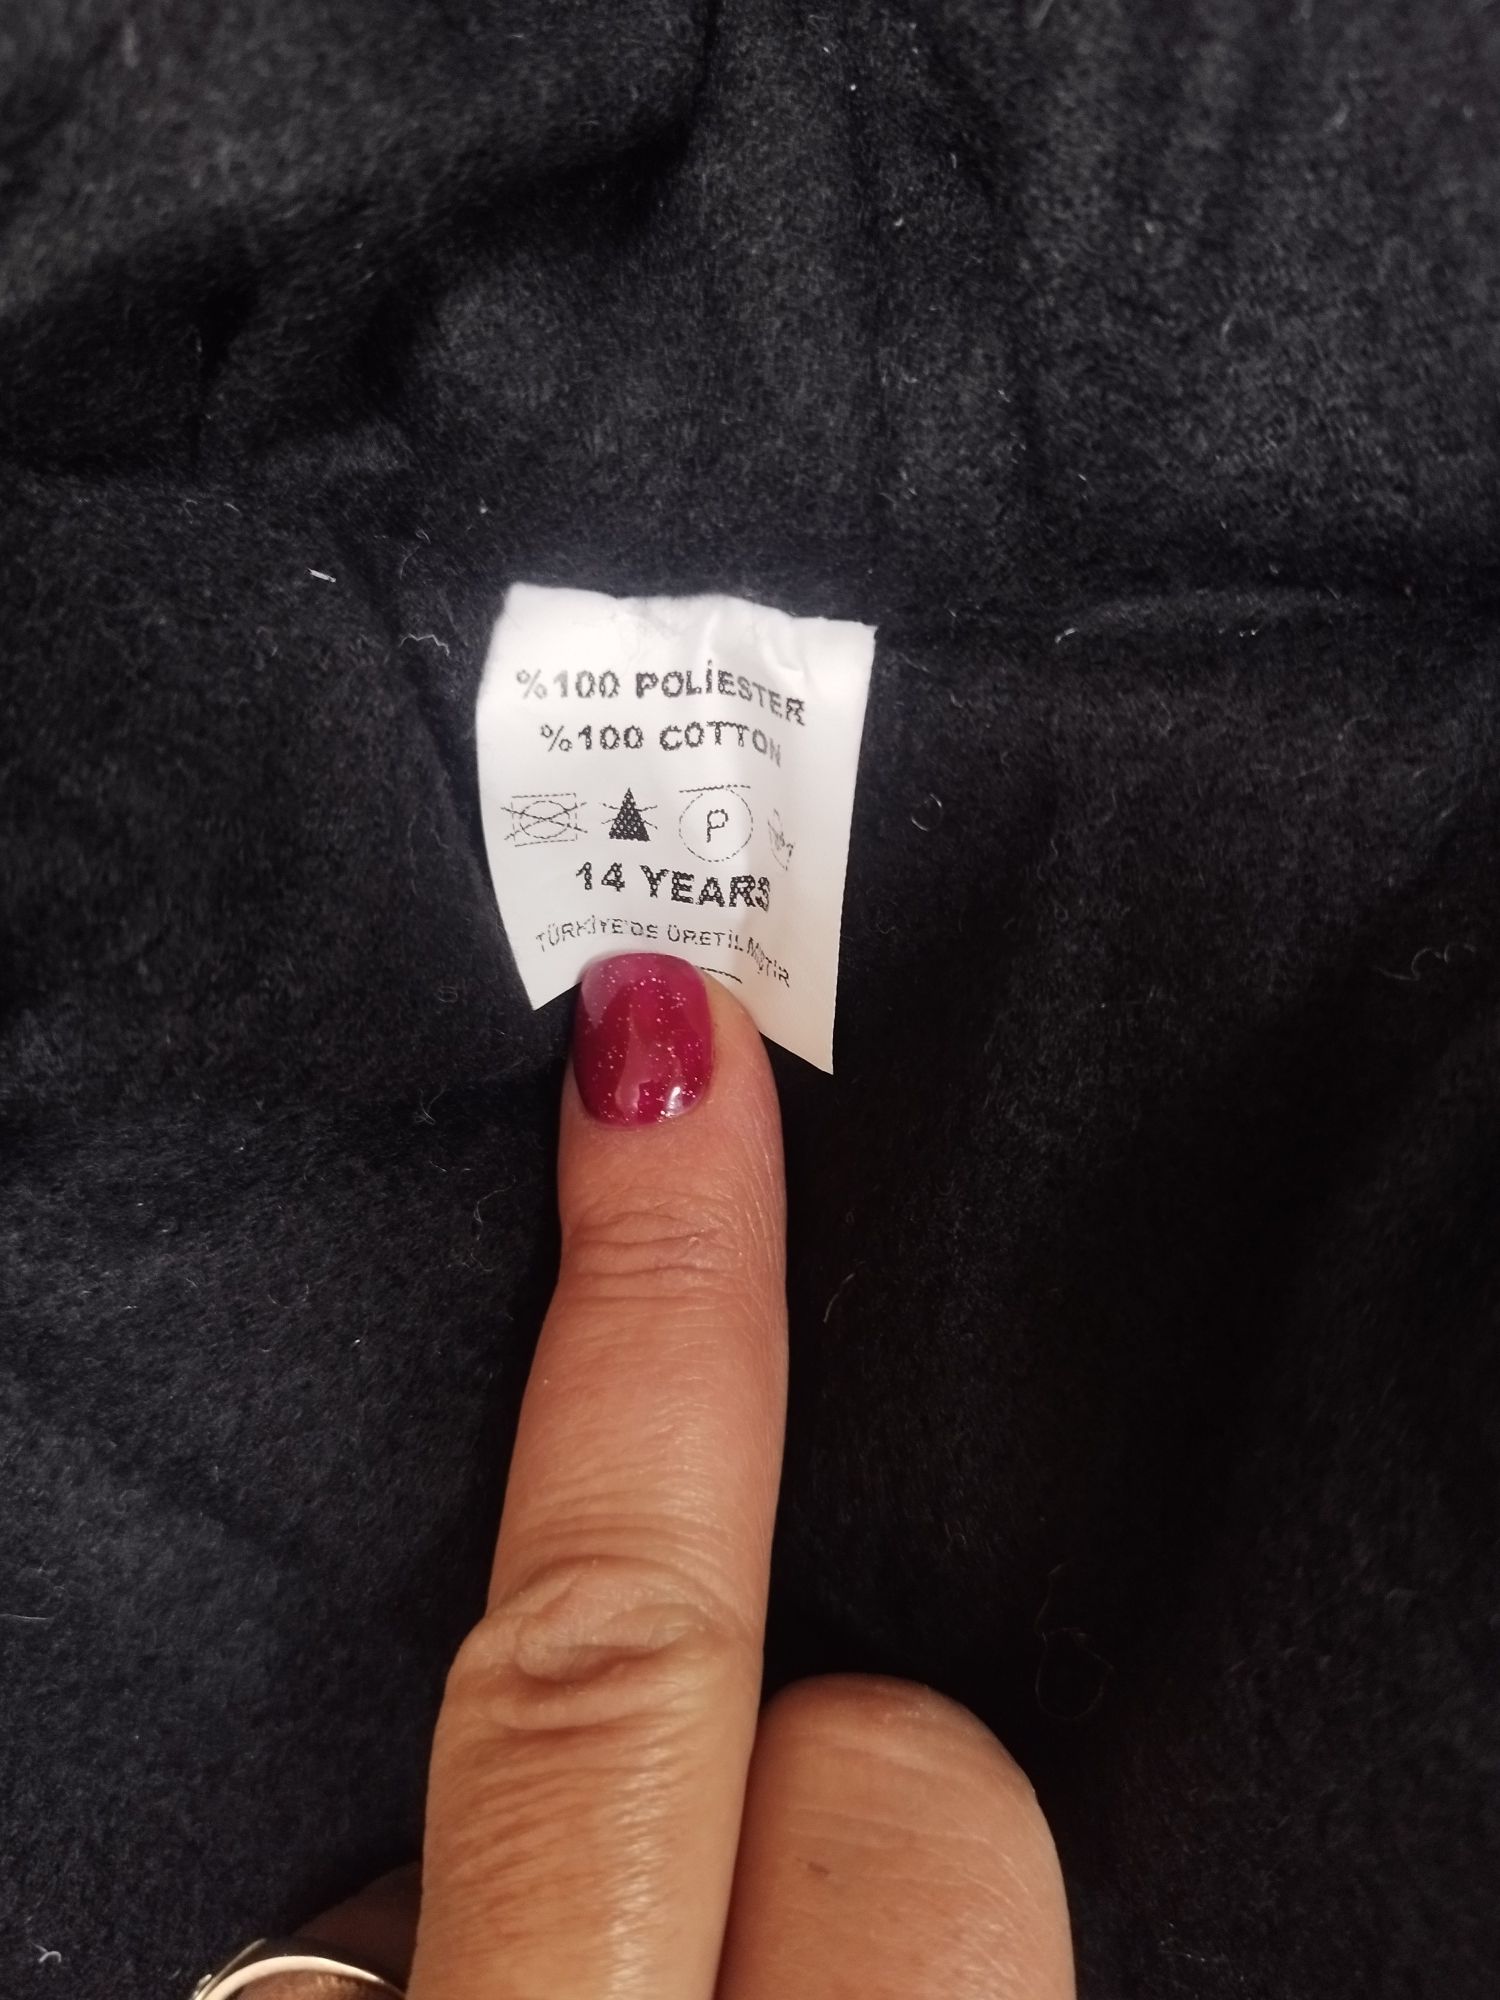 %100 POLİESTER
%100 COTTON
P
14 YEARS
TÜRKİYE'DE ÜRETİLMİŞTİR